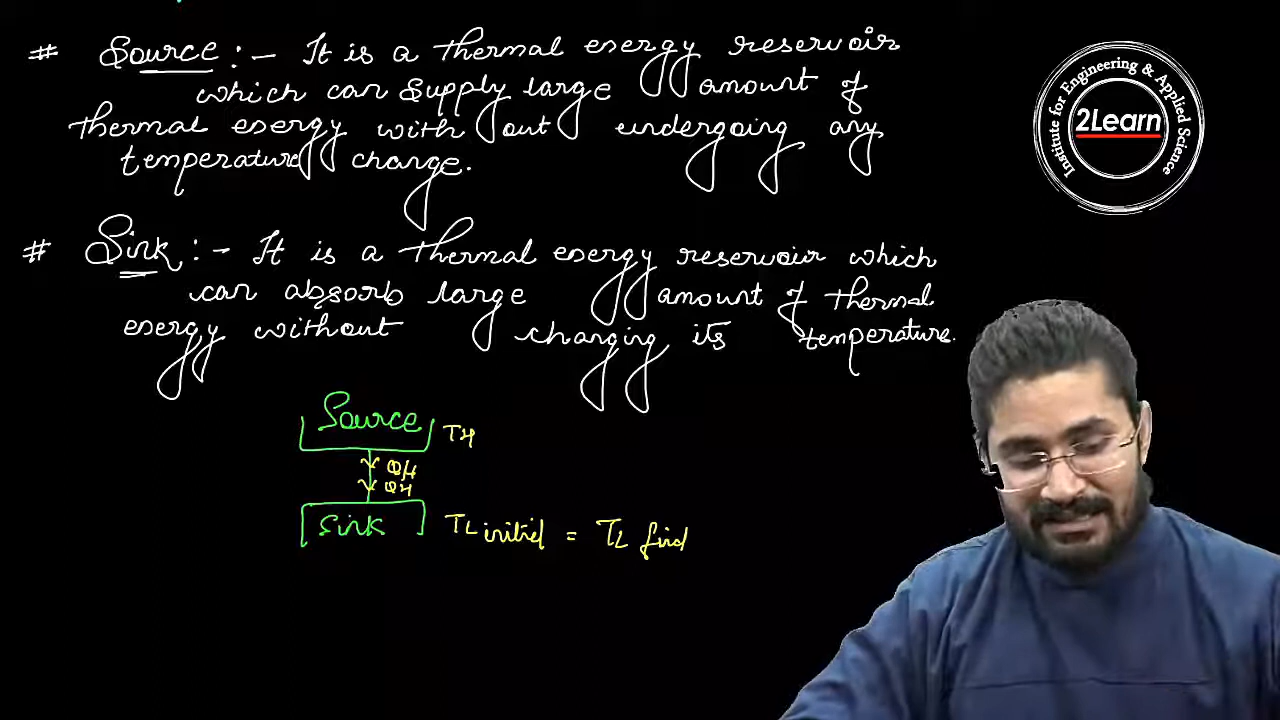 # Source :- It is a thermal energy reservoir
which can supply large amount of
thermal energy with out undergoing any
temperature change.
# Sink :- It is a thermal energy reservoir which
can absorb large amount of thermal
energy without changing its temperature.
Source TH
QH
QH
Sink TL initial = TL final
Institute for Engineering & Applied Science
2Learn